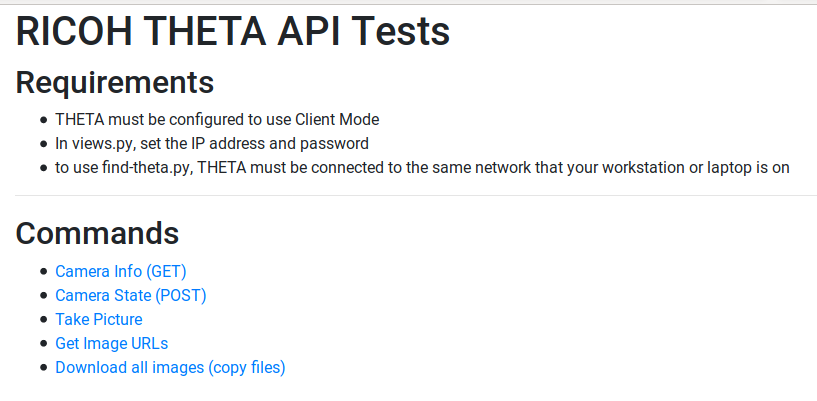 RICOH THETA API Tests
Requirements
THETA must be configured to use Client Mode
In views.py, set the IP address and password
to use find-theta.py, THETA must be connected to the same network that your workstation or laptop is on
Commands
Camera Info (GET)
Camera State (POST)
Take Picture
Get Image URLs
Download all images (copy files)